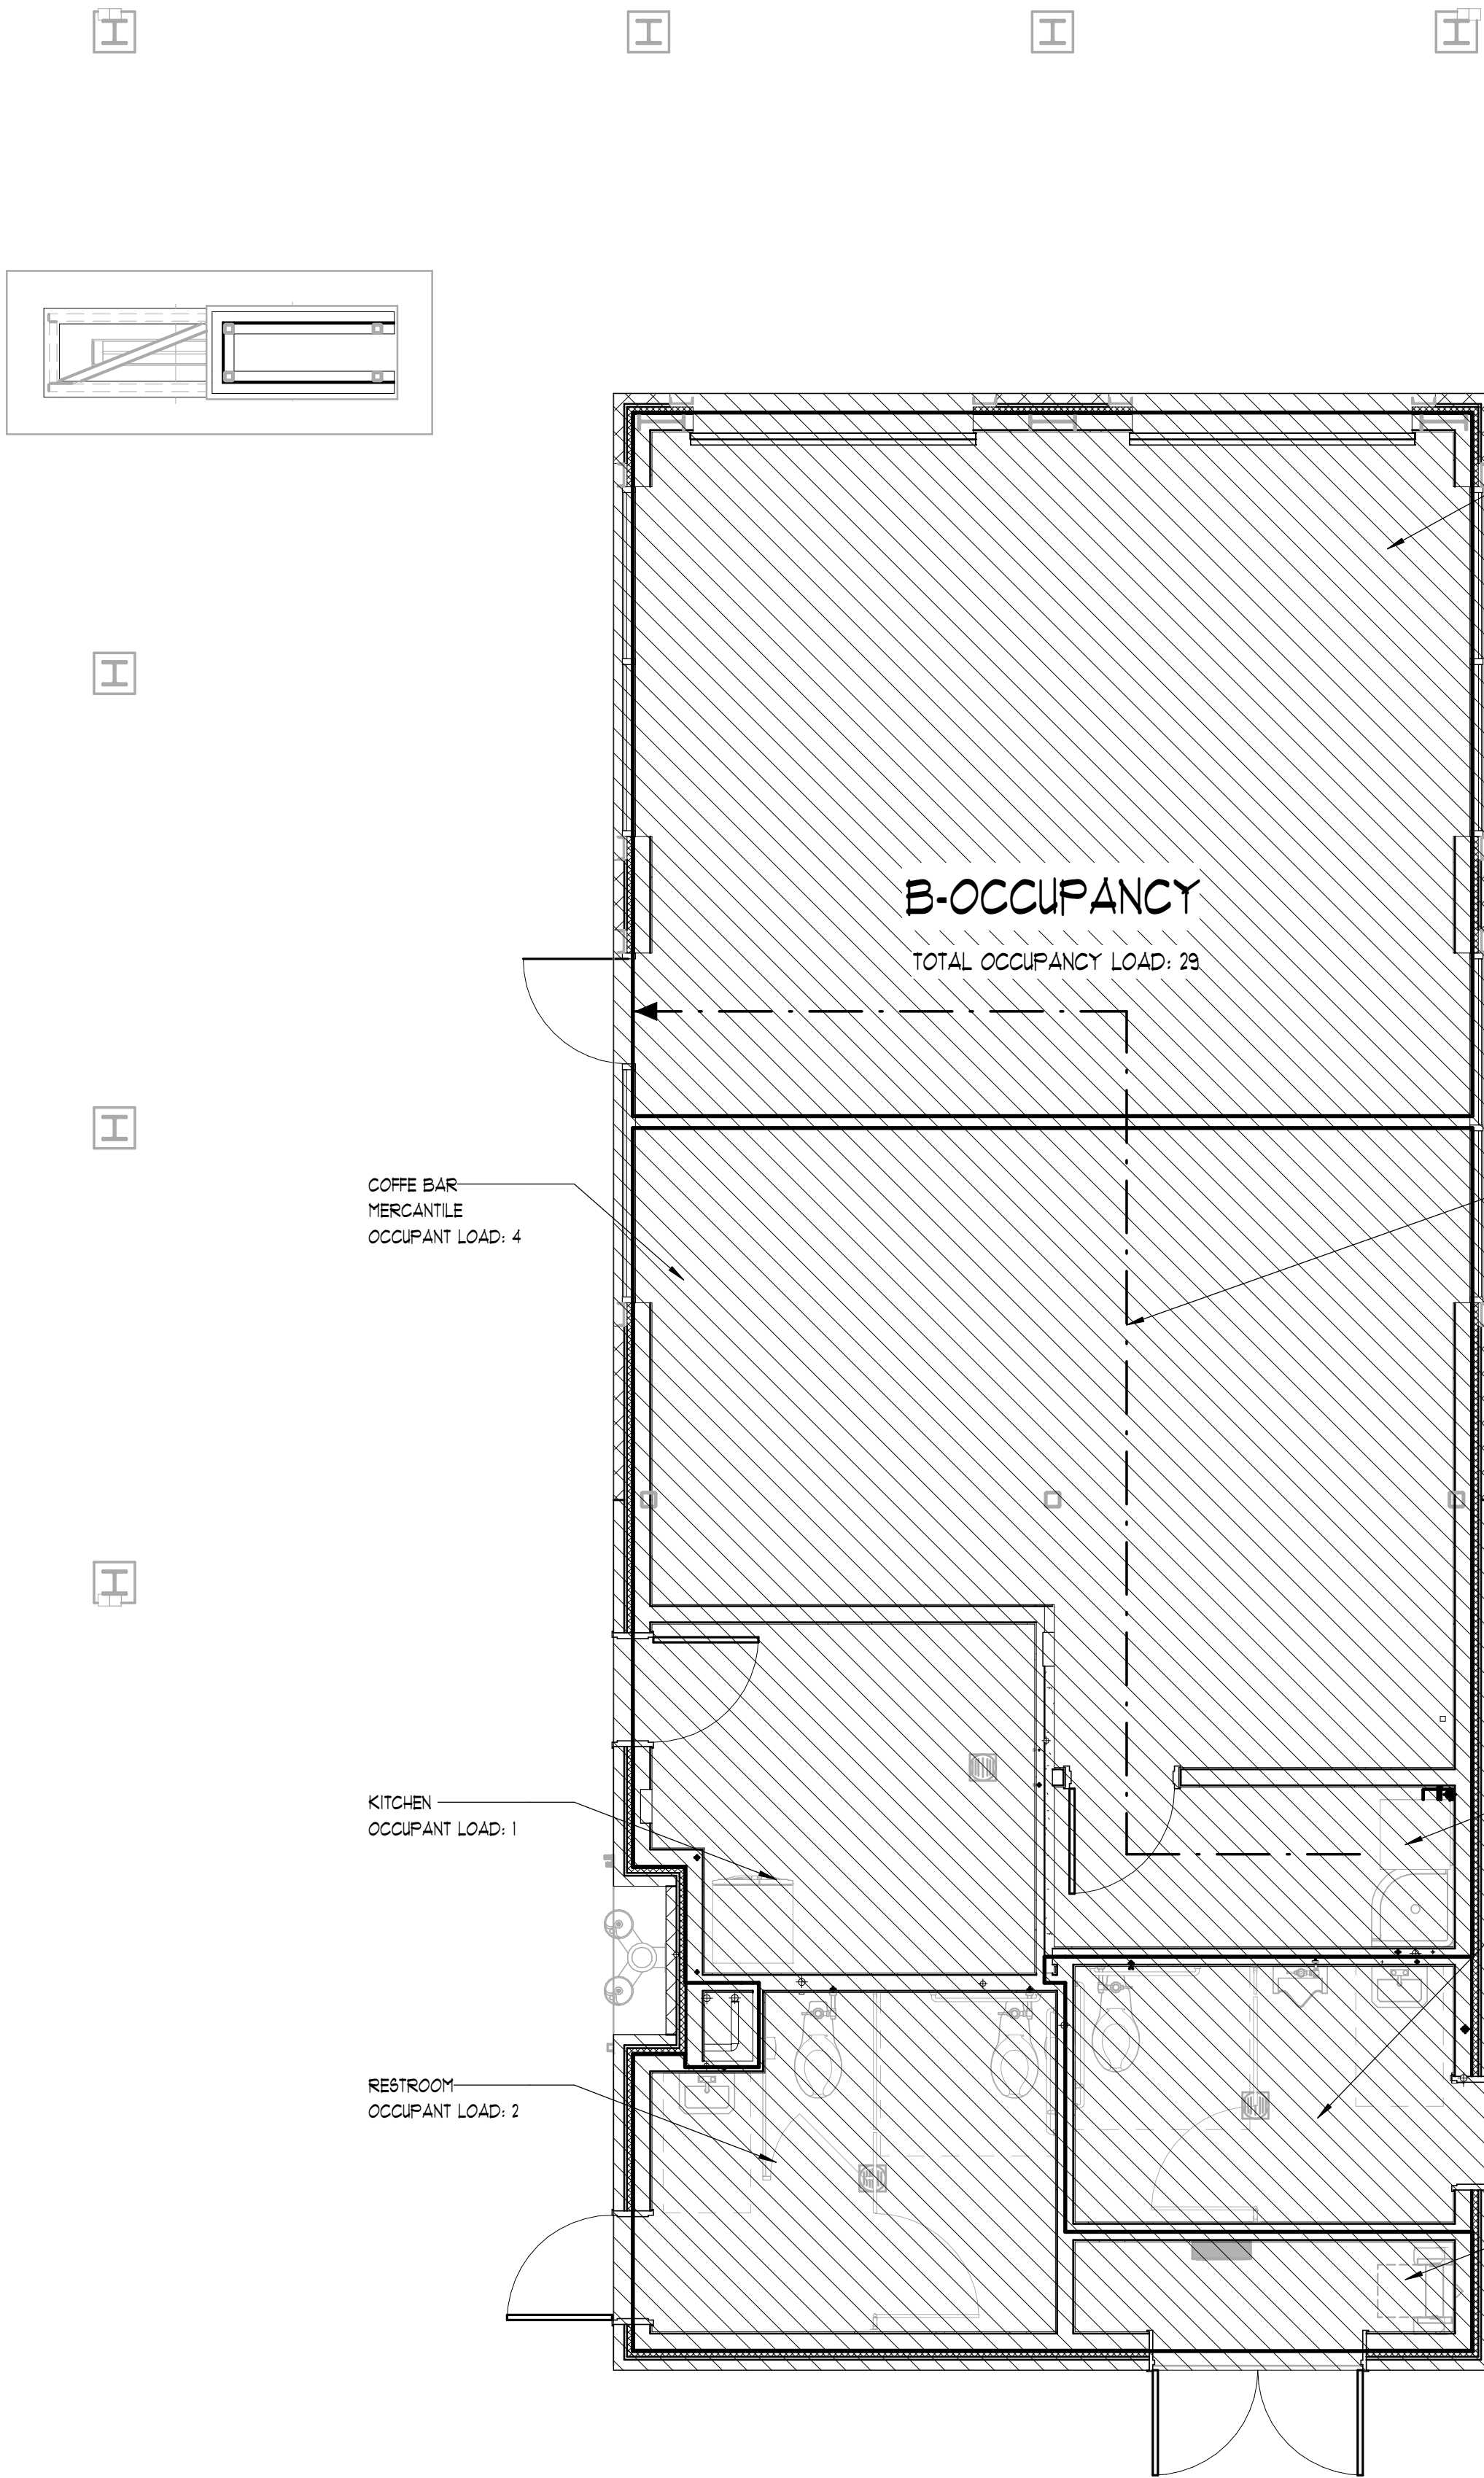 B-OCCUPANCY
TOTAL OCCUPANCY LOAD: 29
COFFE BAR
MERCANTILE
OCCUPANT LOAD: 4
KITCHEN
OCCUPANT LOAD: 1
RESTROOM
OCCUPANT LOAD: 2